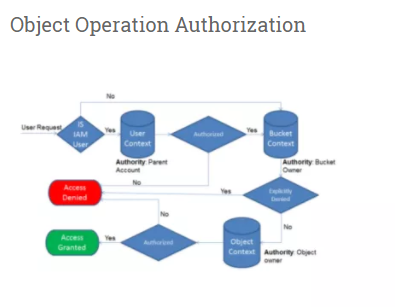 Object Operation Authorization
No
User Request
IS
IAM
User
Yes
User
Context
Authorized
Yes
Bucket
Context
Authority: Parent
Account
Authority: Bucket
Owner
No
Access
Denied
Yes
Explicitly
Denied
No
No
Access
Granted
Yes
Authorized
Object
Context
Authority: Object
owner